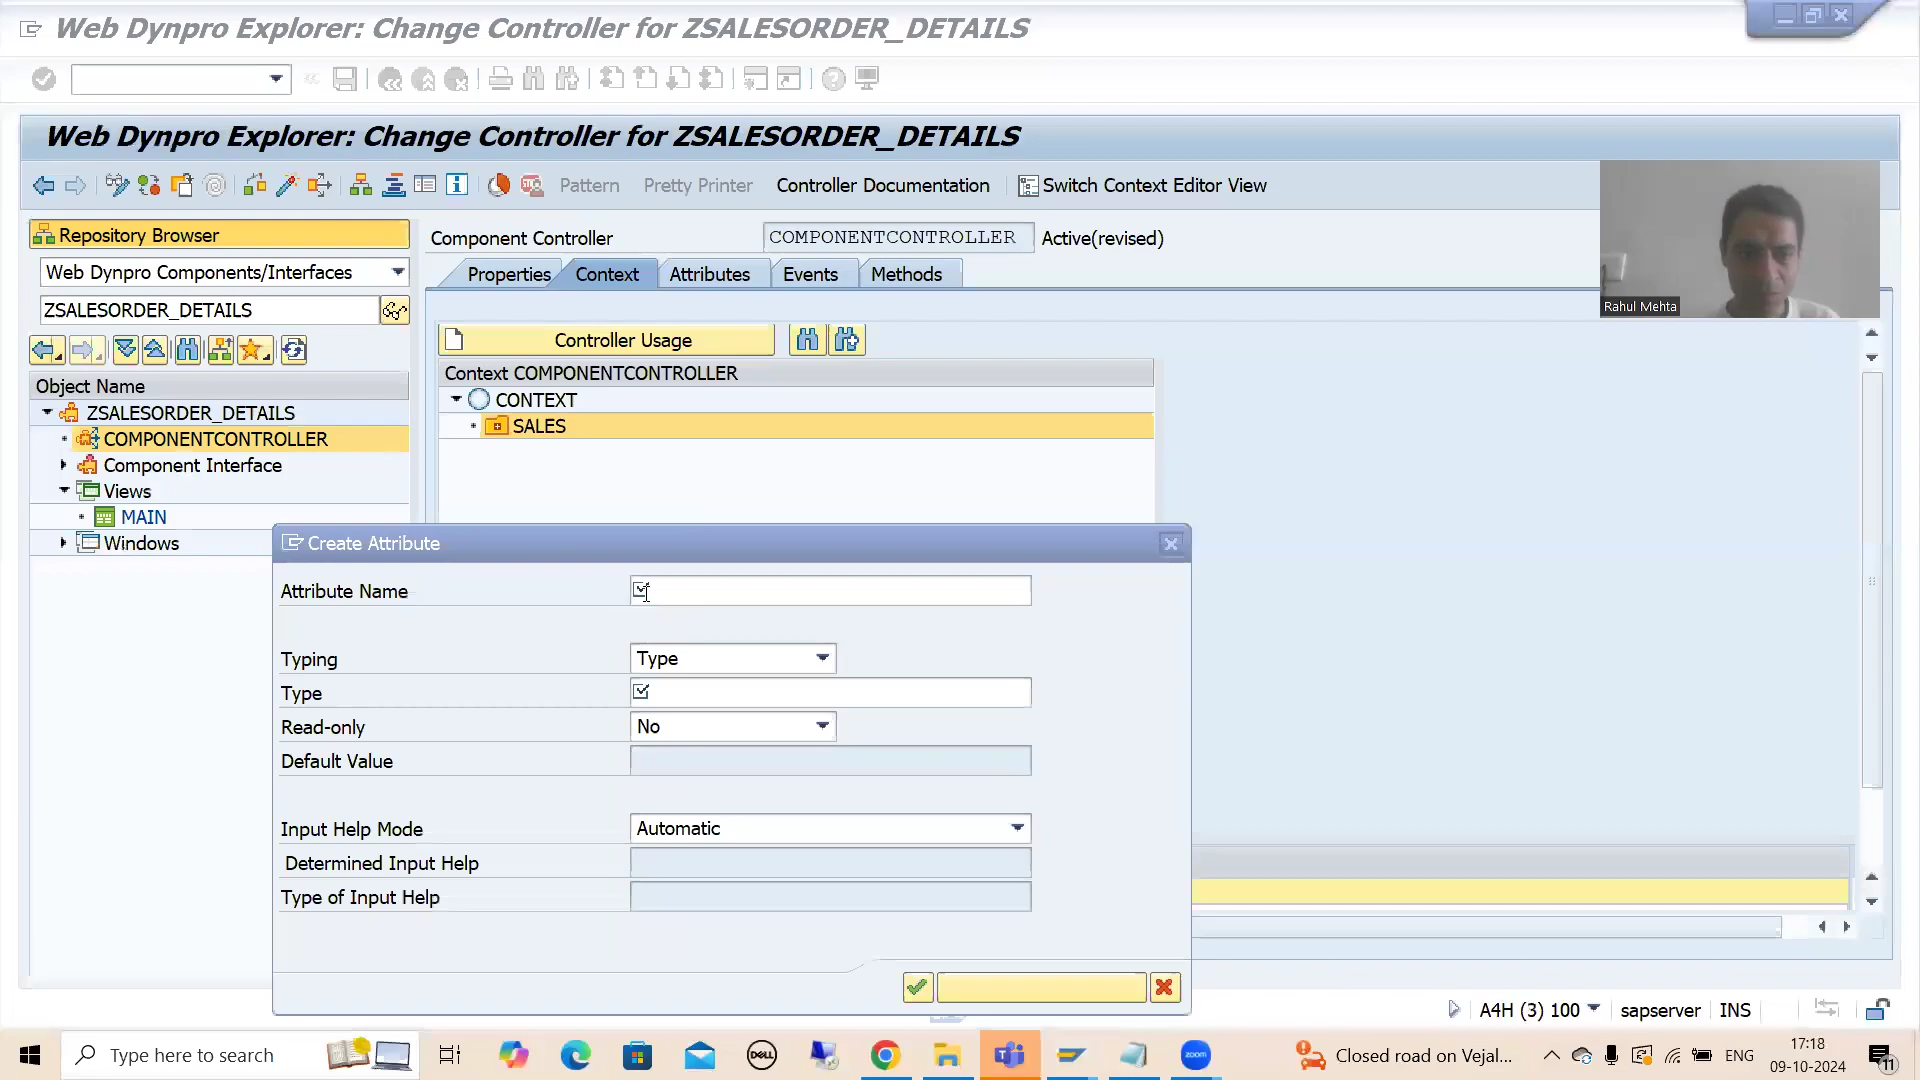 Web Dynpro Explorer: Change Controller for ZSALESORDER_DETAILS
Web Dynpro Explorer: Change Controller for ZSALESORDER_DETAILS
Pattern Pretty Printer Controller Documentation Switch Context Editor View
Repository Browser
Web Dynpro Components/Interfaces
ZSALESORDER_DETAILS
Object Name
ZSALESORDER_DETAILS
COMPONENTCONTROLLER
Component Interface
Views
MAIN
Windows
Component Controller COMPONENTCONTROLLER Active(revised)
Properties Context Attributes Events Methods
Controller Usage
Context COMPONENTCONTROLLER
CONTEXT
SALES
Rahul Mehta
Create Attribute
Attribute Name
Typing Type
Type
Read-only No
Default Value
Input Help Mode Automatic
Determined Input Help
Type of Input Help
A4H (3) 100 sapserver INS
Type here to search
DELL
zoom
Closed road on Vejal...
ENG
17:18
09-10-2024
11